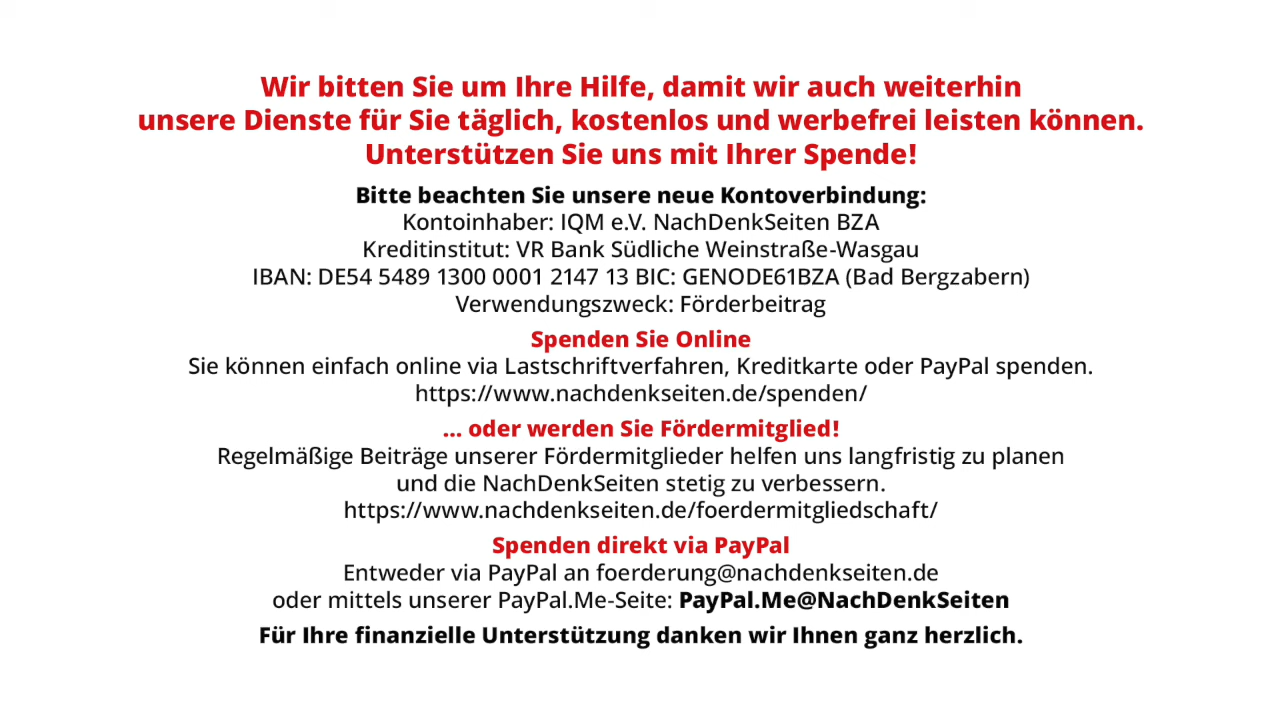 Wir bitten Sie um Ihre Hilfe, damit wir auch weiterhin
unsere Dienste für Sie täglich, kostenlos und werbefrei leisten können.
Unterstützen Sie uns mit Ihrer Spende!
Bitte beachten Sie unsere neue Kontoverbindung:
Kontoinhaber: IQM e.V. NachDenkSeiten BZA
Kreditinstitut: VR Bank Südliche Weinstraße-Wasgau
IBAN: DE54 5489 1300 0001 2147 13 BIC: GENODE61BZA (Bad Bergzabern)
Verwendungszweck: Förderbeitrag
Spenden Sie Online
Sie können einfach online via Lastschriftverfahren, Kreditkarte oder PayPal spenden.
https://www.nachdenkseiten.de/spenden/
... oder werden Sie Fördermitglied!
Regelmäßige Beiträge unserer Fördermitglieder helfen uns langfristig zu planen
und die NachDenkSeiten stetig zu verbessern.
https://www.nachdenkseiten.de/foerdermitgliedschaft/
Spenden direkt via PayPal
Entweder via PayPal an foerderung@nachdenkseiten.de
oder mittels unserer PayPal.Me-Seite: PayPal.Me@NachDenkSeiten
Für Ihre finanzielle Unterstützung danken wir Ihnen ganz herzlich.